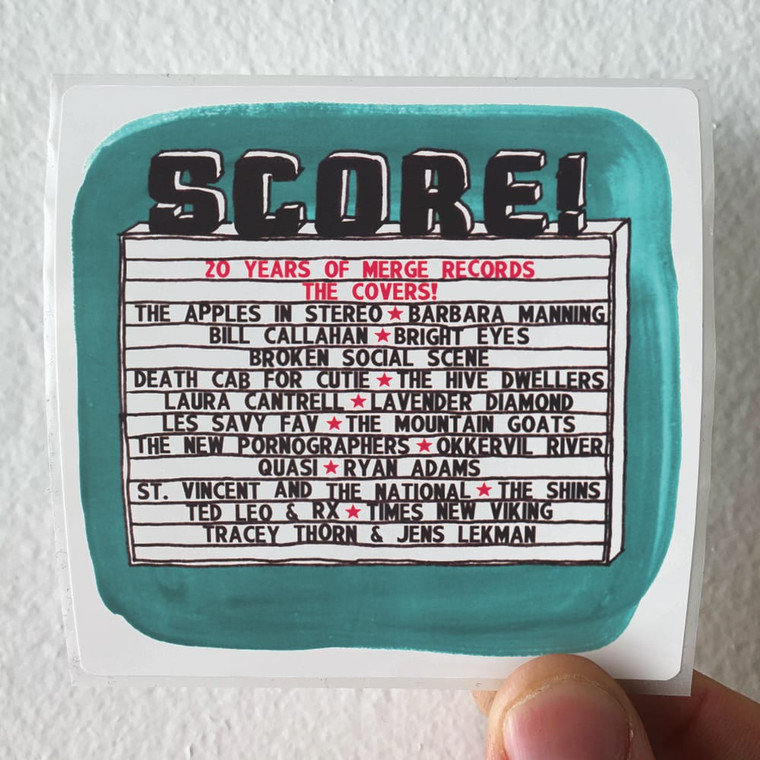 SCORE!
20 YEARS OF MERGE RECORDS
THE COVERS!
THE APPLES IN STEREO ★ BARBARA MANNING
BILL CALLAHAN ★ BRIGHT EYES
BROKEN SOCIAL SCENE
DEATH CAB FOR CUTIE ★ THE HIVE DWELLERS
LAURA CANTRELL ★ LAVENDER DIAMOND
LES SAVY FAV ★ THE MOUNTAIN GOATS
THE NEW PORNOGRAPHERS ★ OKKERVIL RIVER
QUASI ★ RYAN ADAMS
ST. VINCENT AND THE NATIONAL ★ THE SHINS
TED LEO & RX ★ TIMES NEW VIKING
TRACEY THORN & JENS LEKMAN